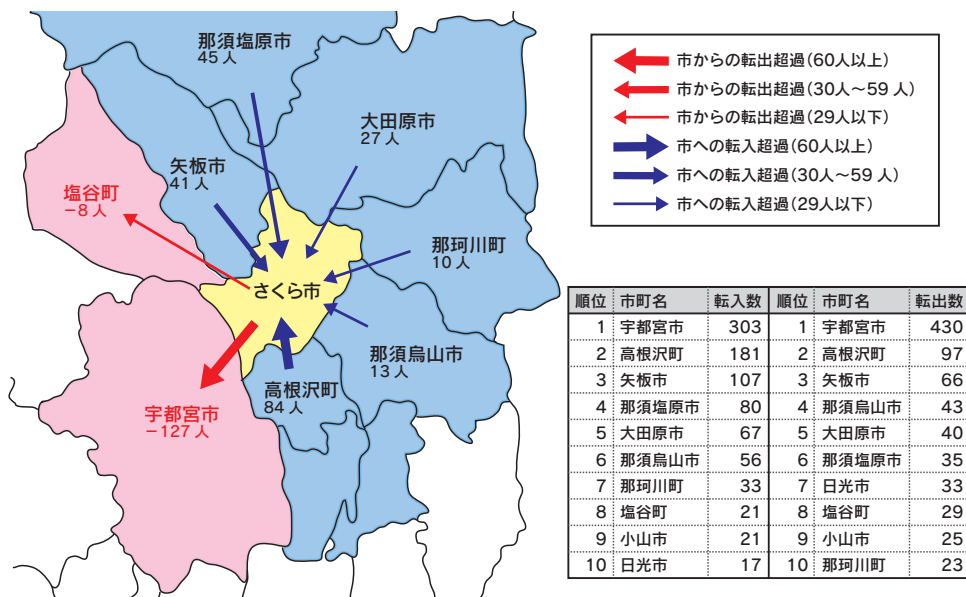 那須塩原市
45人
大田原市
27人
矢板市
41人
塩谷町
−8人
那珂川町
10人
さくら市
那須烏山市
13人
高根沢町
84人
宇都宮市
−127人
市からの転出超過(60人以上)
市からの転出超過(30人～59人)
市からの転出超過(29人以下)
市への転入超過(60人以上)
市への転入超過(30人～59人)
市への転入超過(29人以下)
順位 市町名 転入数 順位 市町名 転出数
1 宇都宮市 303 1 宇都宮市 430
2 高根沢町 181 2 高根沢町 97
3 矢板市 107 3 矢板市 66
4 那須塩原市 80 4 那須烏山市 43
5 大田原市 67 5 大田原市 40
6 那須烏山市 56 6 那須塩原市 35
7 那珂川町 33 7 日光市 33
8 塩谷町 21 8 塩谷町 29
9 小山市 21 9 小山市 25
10 日光市 17 10 那珂川町 23